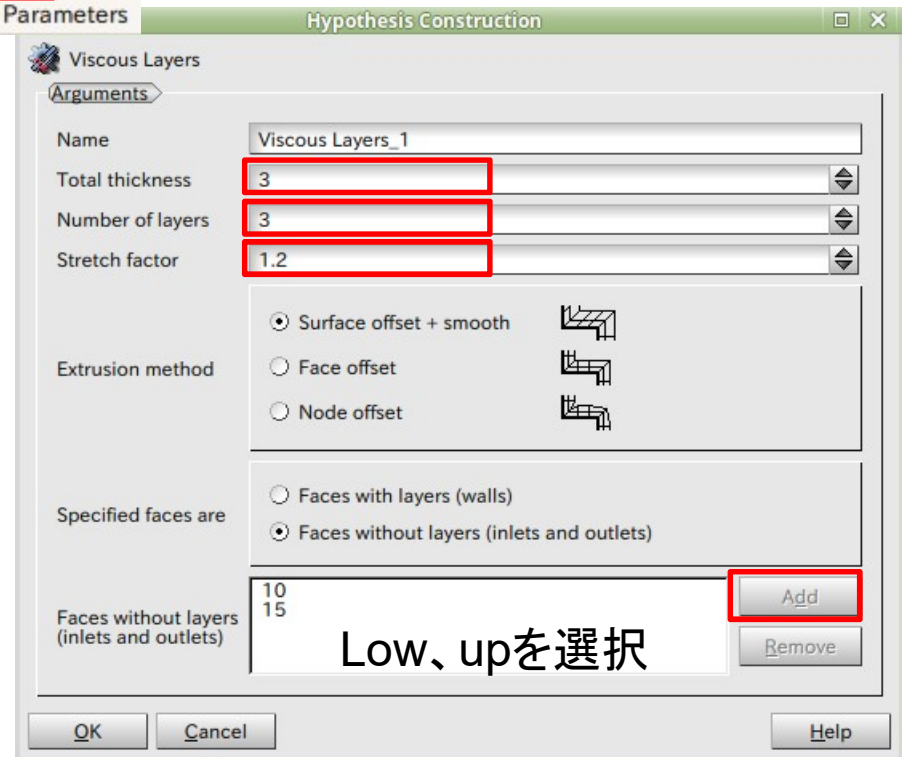 Parameters
Hypothesis Construction
Viscous Layers
Arguments
Name
Viscous Layers_1
Total thickness
3
Number of layers
3
Stretch factor
1.2
Extrusion method
Surface offset + smooth
Face offset
Node offset
Specified faces are
Faces with layers (walls)
Faces without layers (inlets and outlets)
Faces without layers
(inlets and outlets)
10
15
Low、upを選択
Add
Remove
OK
Cancel
Help